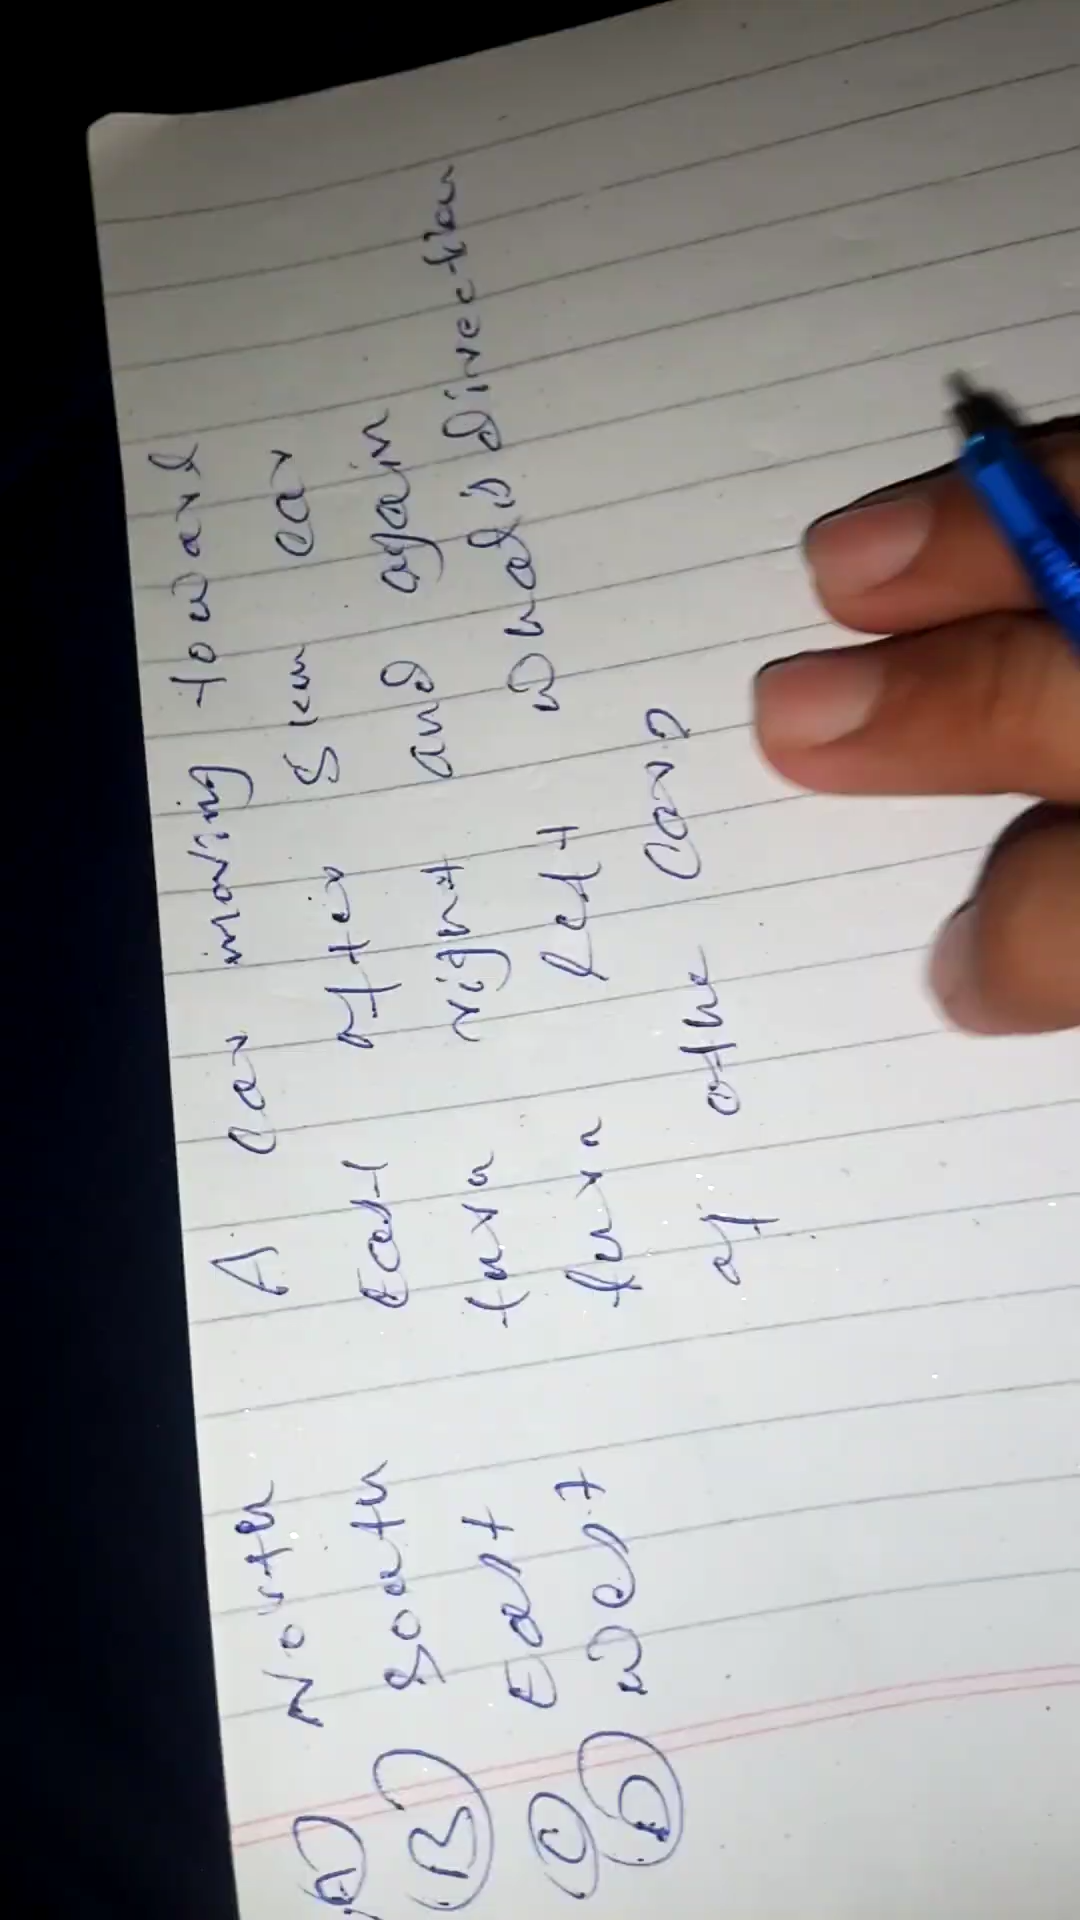 A car moving toward
East after 5 km car
turn right and again
turn left what is direction
of the car?
(A) North
(B) South
(C) East
(D) West